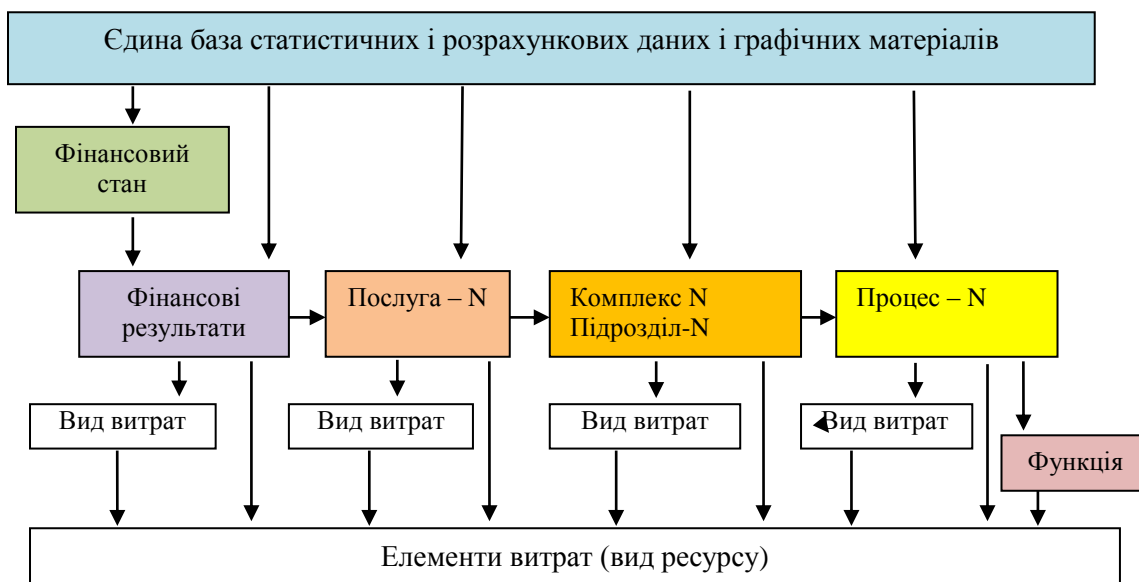 Єдина база статистичних і розрахункових даних і графічних матеріалів
Фінансовий
стан
Фінансові
результати
Послуга – N
Комплекс N
Підрозділ-N
Процес – N
Вид витрат
Вид витрат
Вид витрат
Вид витрат
Функція
Елементи витрат (вид ресурсу)